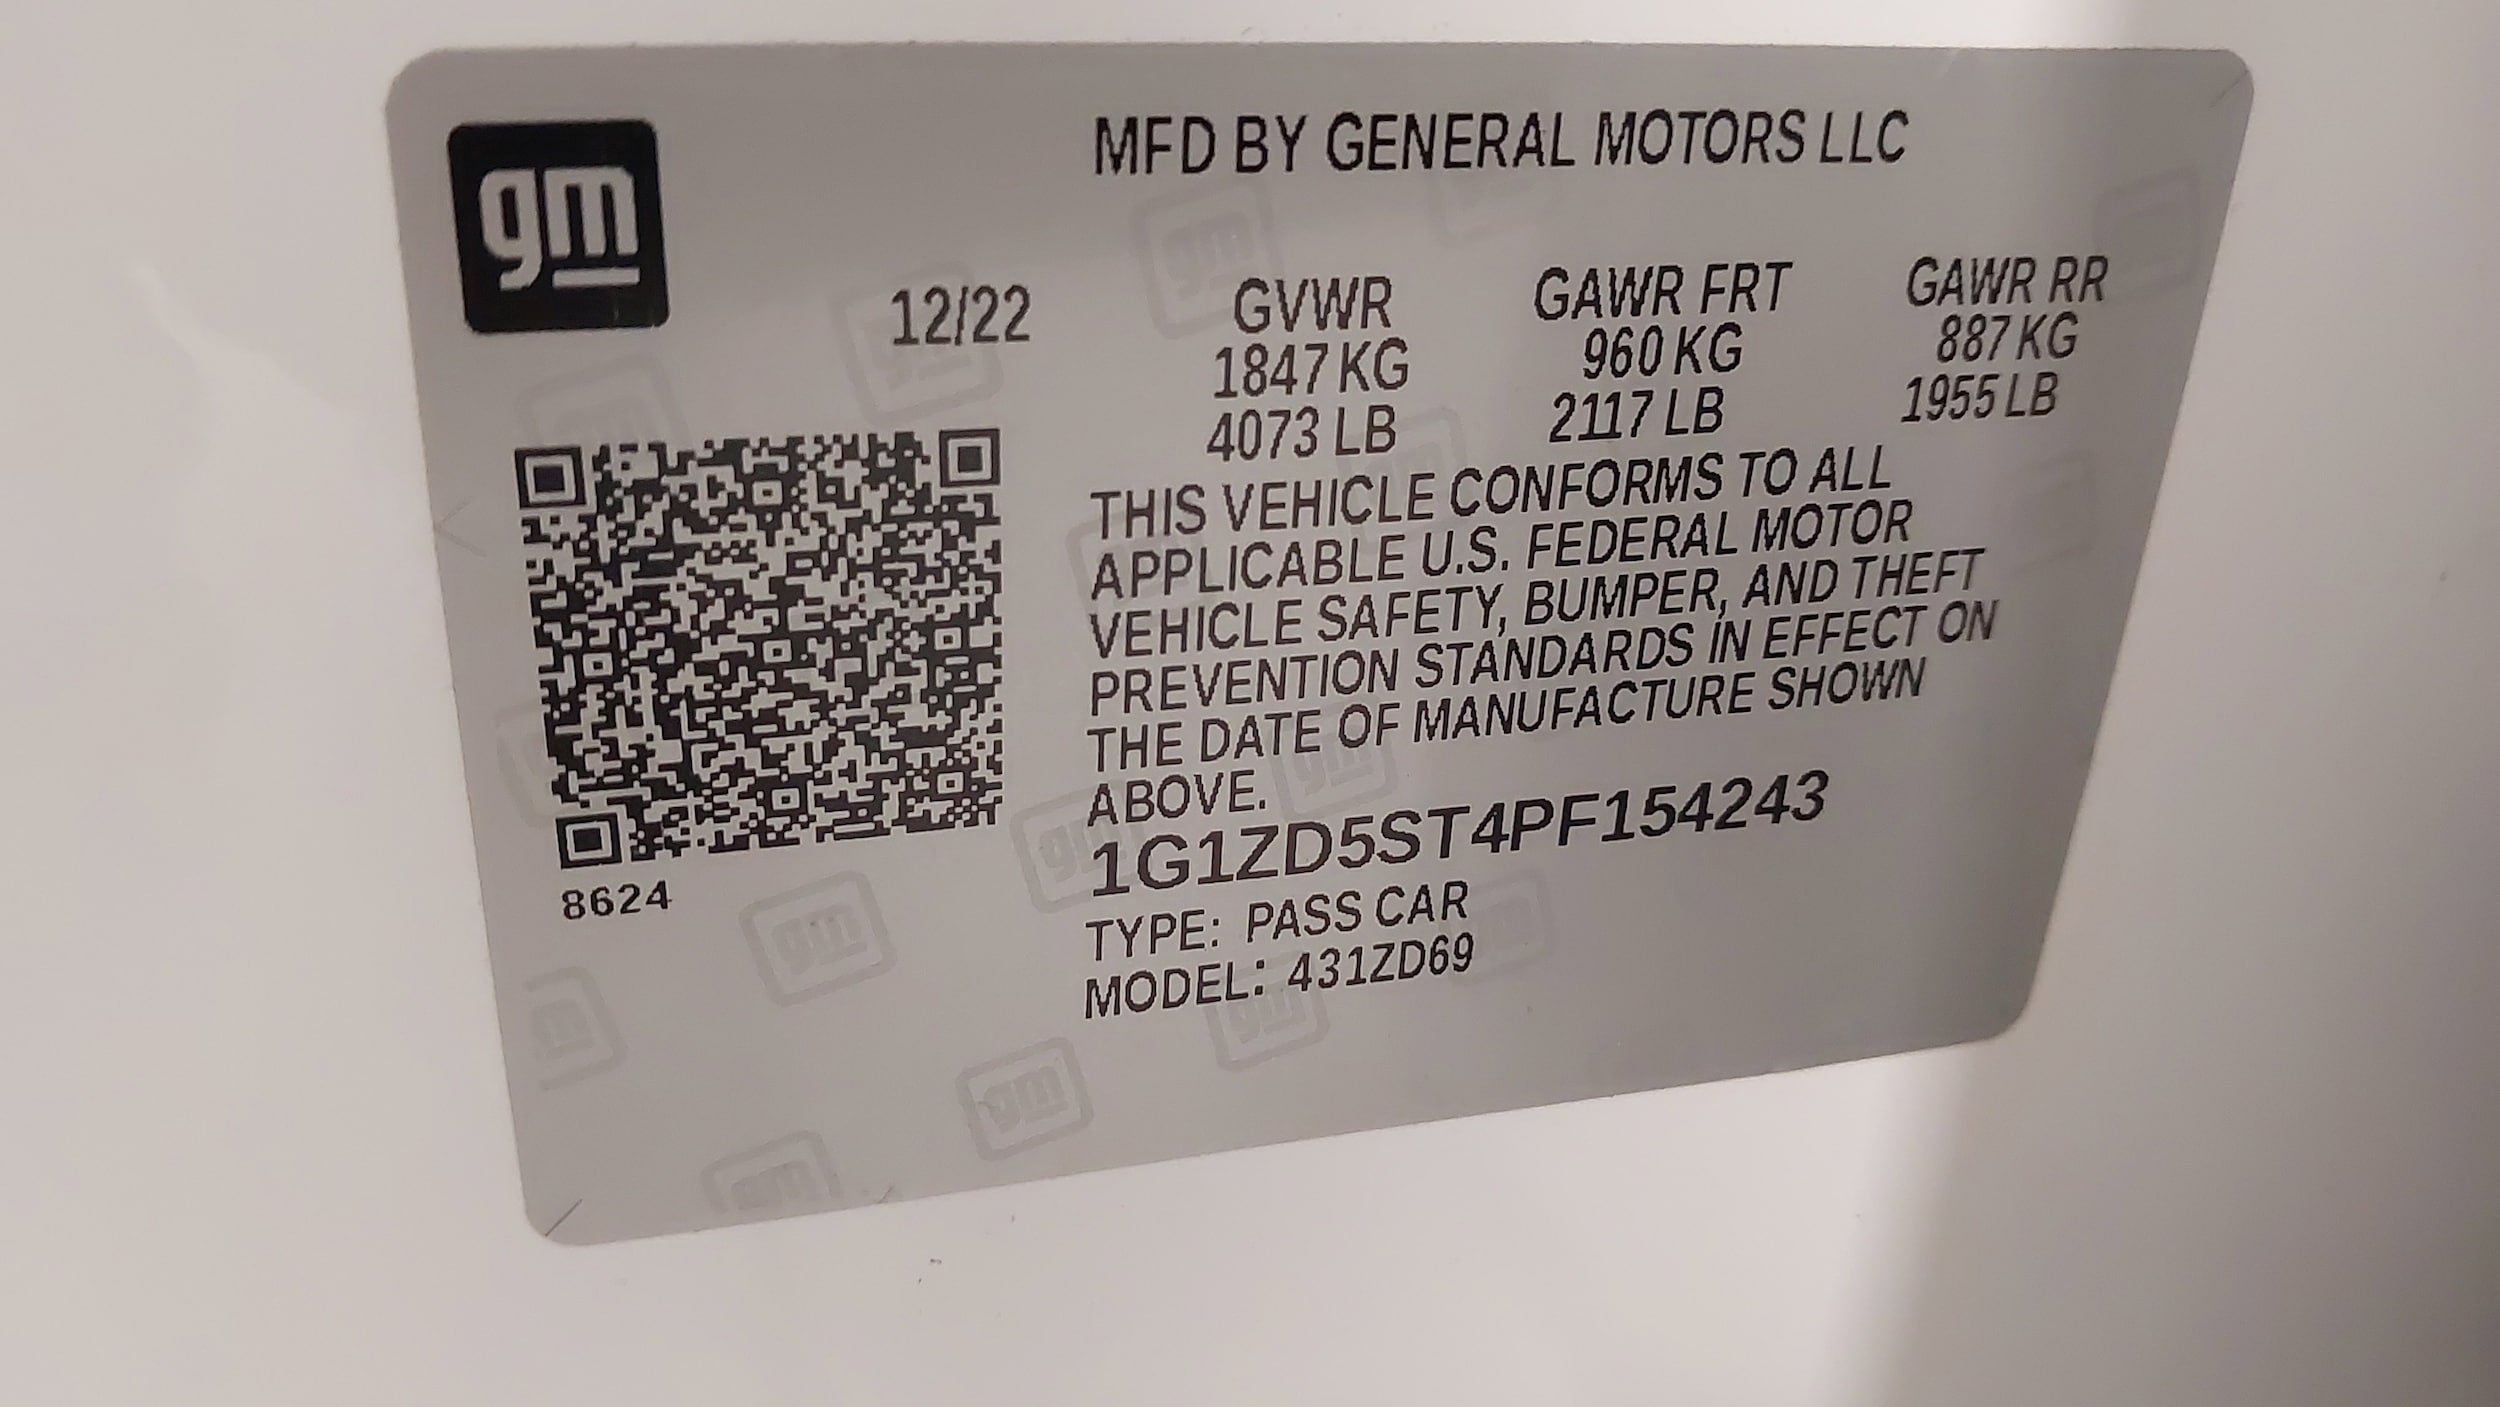 gm
MFD BY GENERAL MOTORS LLC
12/22 GVWR GAWR FRT GAWR RR
1847 KG 960 KG 887 KG
4073 LB 2117 LB 1955 LB
THIS VEHICLE CONFORMS TO ALL
APPLICABLE U.S. FEDERAL MOTOR
VEHICLE SAFETY, BUMPER, AND THEFT
PREVENTION STANDARDS IN EFFECT ON
THE DATE OF MANUFACTURE SHOWN
ABOVE.
1G1ZD5ST4PF154243
8624
TYPE: PASS CAR
MODEL: 431ZD69